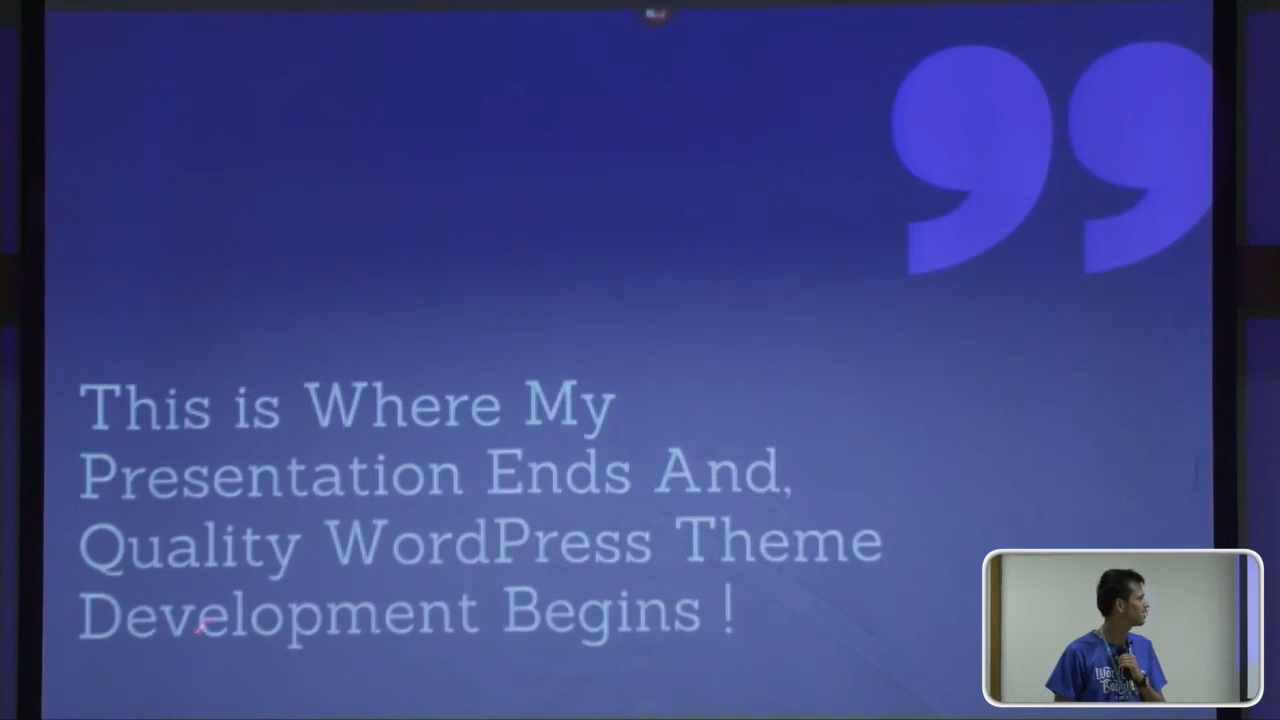 This is Where My
Presentation Ends And,
Quality WordPress Theme
Development Begins !